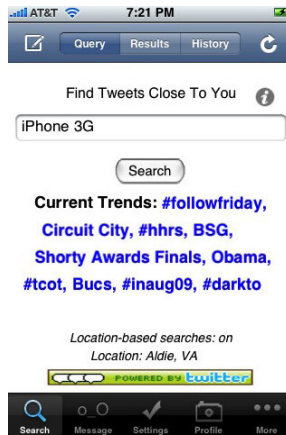 AT&T 7:21 PM
Query Results History
Find Tweets Close To You
iPhone 3G
Search
Current Trends: #followfriday,
Circuit City, #hhrs, BSG,
Shorty Awards Finals, Obama,
#tcot, Bucs, #inaug09, #darkto
Location-based searches: on
Location: Aldie, VA
POWERED BY twitter
o_O
Search Message Settings Profile More